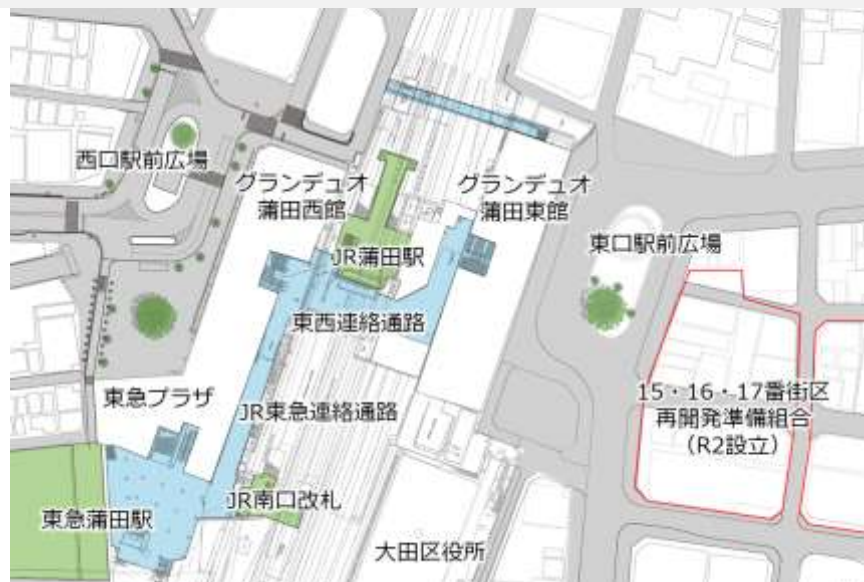 西口駅前広場
グランデュオ
蒲田西館
グランデュオ
蒲田東館
JR蒲田駅
東口駅前広場
東西連絡通路
東急プラザ
JR東急連絡通路
15・16・17番街区
再開発準備組合
（R2設立）
JR南口改札
東急蒲田駅
大田区役所